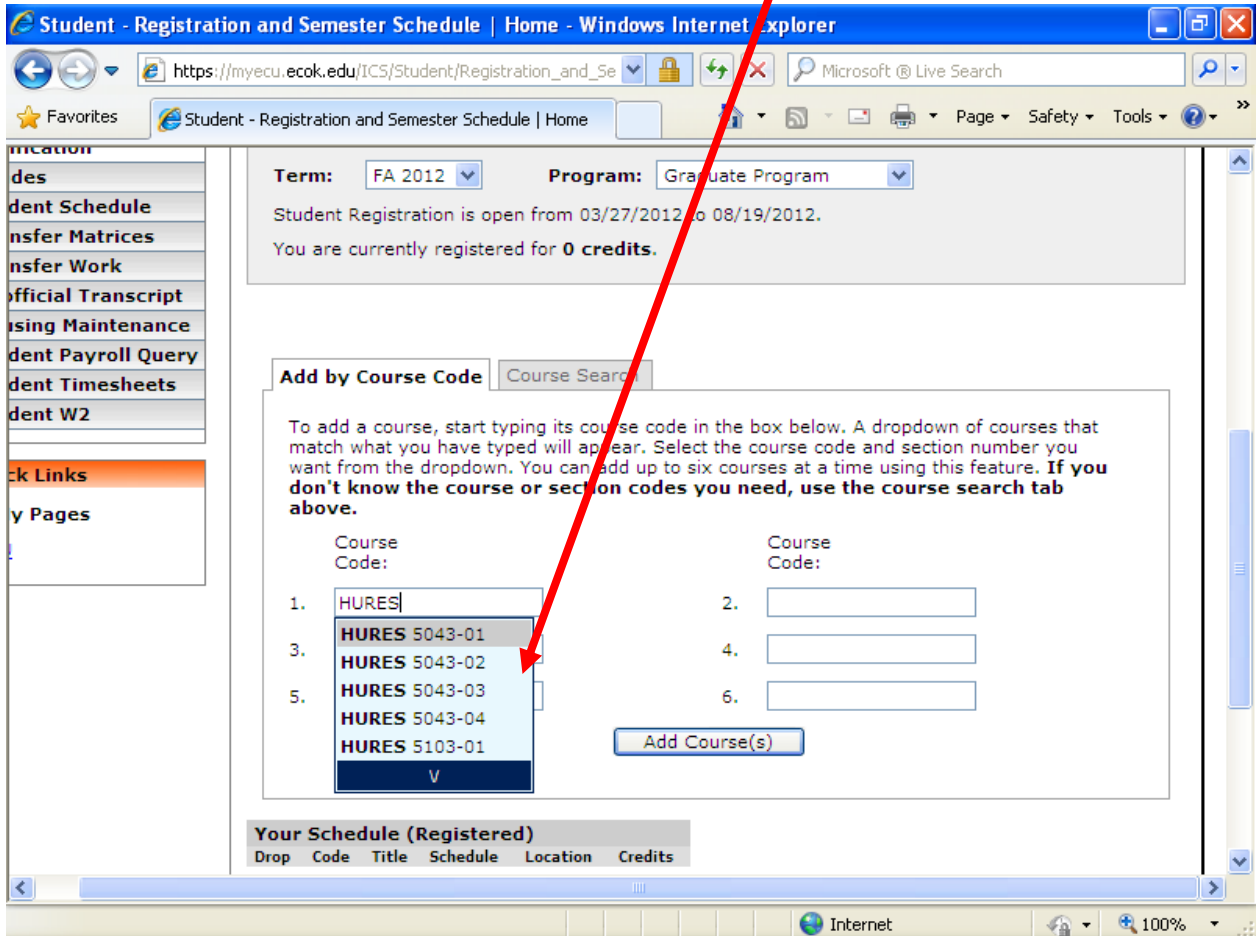 Student - Registration and Semester Schedule | Home - Windows Internet Explorer
https://myecu.ecok.edu/ICS/Student/Registration_and_Se
Microsoft ® Live Search
Favorites
Student - Registration and Semester Schedule | Home
Page
Safety
Tools
des
dent Schedule
nsfer Matrices
nsfer Work
official Transcript
using Maintenance
dent Payroll Query
dent Timesheets
dent W2
ck Links
y Pages
Term: FA 2012 Program: Graduate Program
Student Registration is open from 03/27/2012 to 08/19/2012.
You are currently registered for 0 credits.
Add by Course Code
Course Search
To add a course, start typing its course code in the box below. A dropdown of courses that
match what you have typed will appear. Select the course code and section number you
want from the dropdown. You can add up to six courses at a time using this feature. If you
don't know the course or section codes you need, use the course search tab
above.
Course
Code:
Course
Code:
1. HURES
2.
3.
4.
5.
6.
HURES 5043-01
HURES 5043-02
HURES 5043-03
HURES 5043-04
HURES 5103-01
V
Add Course(s)
Your Schedule (Registered)
Drop Code Title Schedule Location Credits
Internet
100%